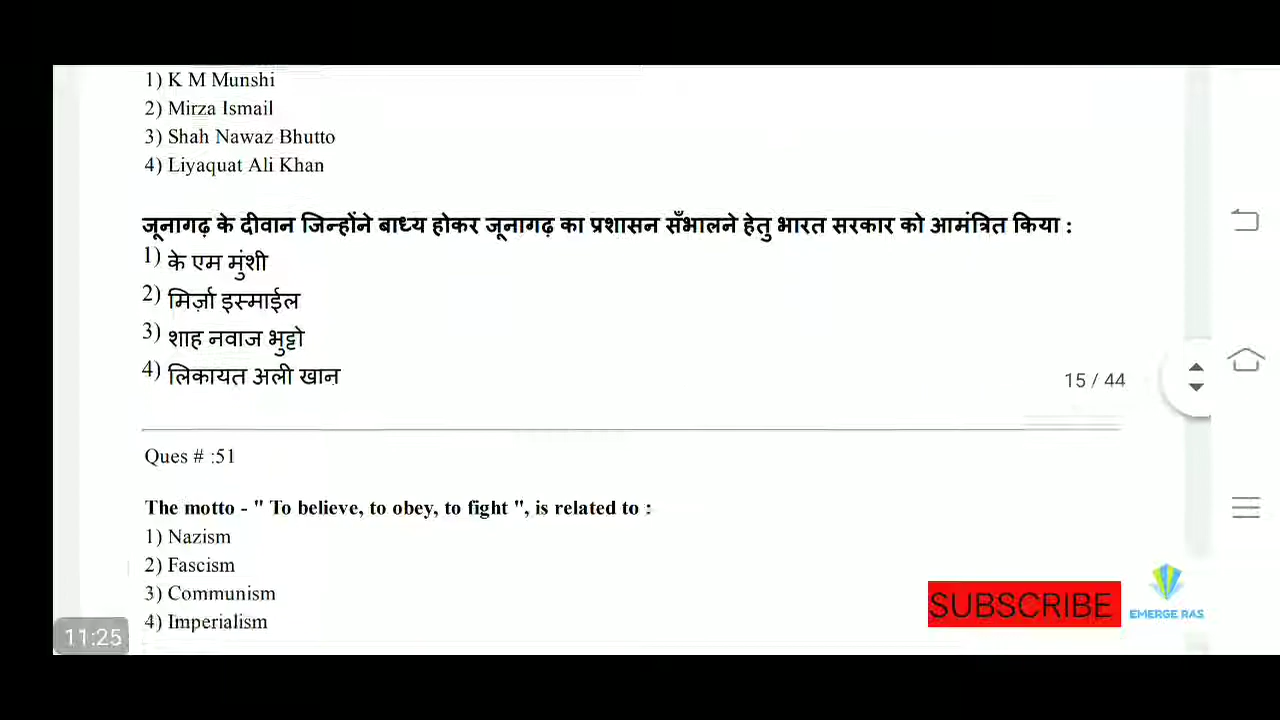 1) K M Munshi
2) Mirza Ismail
3) Shah Nawaz Bhutto
4) Liyaquat Ali Khan
जूनागढ़ के दीवान जिन्होंने बाध्य होकर जूनागढ़ का प्रशासन सँभालने हेतु भारत सरकार को आमंत्रित किया :
1) के एम मुंशी
2) मिर्ज़ा इस्माईल
3) शाह नवाज भुट्टो
4) लिकायत अली खान
15 / 44
Ques # :51
The motto - " To believe, to obey, to fight ", is related to :
1) Nazism
2) Fascism
3) Communism
4) Imperialism
SUBSCRIBE
EMERGE RAS
11:25